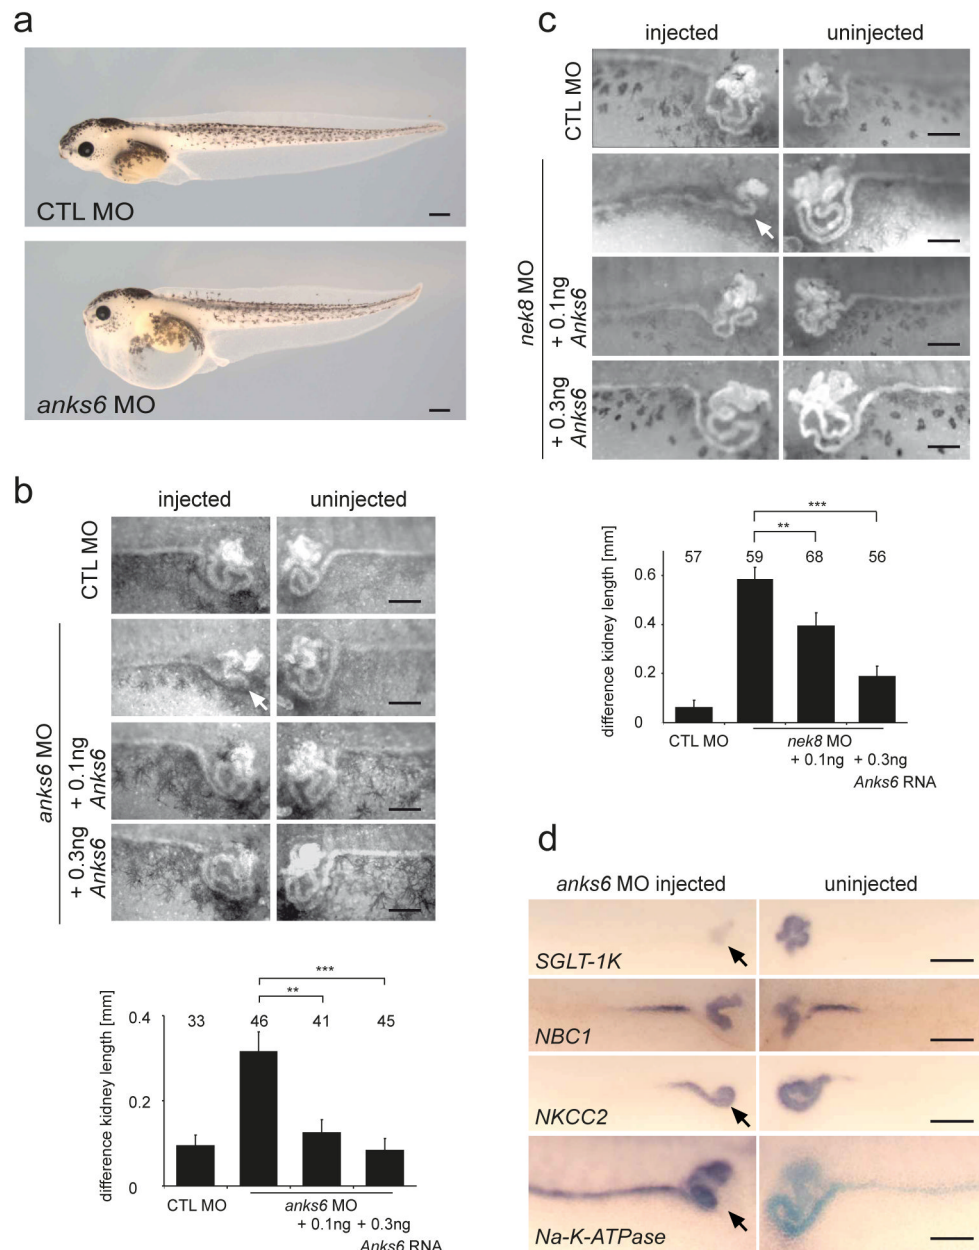 a
CTL MO
anks6 MO
b
injected
uninjected
CTL MO
anks6 MO
+ 0.1ng
Anks6
+ 0.3ng
Anks6
difference kidney length [mm]
0.4
0.2
0
33
46
41
45
**
***
CTL MO
anks6 MO
+ 0.1ng + 0.3ng
Anks6 RNA
c
injected
uninjected
CTL MO
nek8 MO
+ 0.1ng
Anks6
+ 0.3ng
Anks6
difference kidney length [mm]
0.6
0.4
0.2
0
57
59
68
56
**
***
CTL MO
nek8 MO
+ 0.1ng + 0.3ng
Anks6 RNA
d
anks6 MO injected
uninjected
SGLT-1K
NBC1
NKCC2
Na-K-ATPase